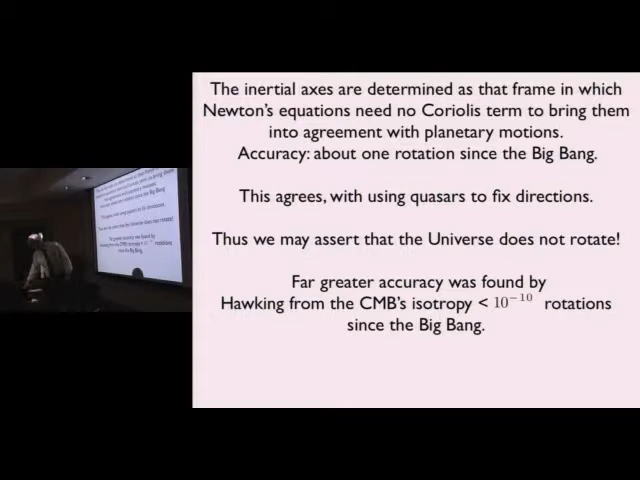 The inertial axes are determined as that frame in which
Newton's equations need no Coriolis term to bring them
into agreement with planetary motions.
Accuracy: about one rotation since the Big Bang.
This agrees, with using quasars to fix directions.
Thus we may assert that the Universe does not rotate!
Far greater accuracy was found by
Hawking from the CMB's isotropy < 10⁻¹⁰ rotations
since the Big Bang.